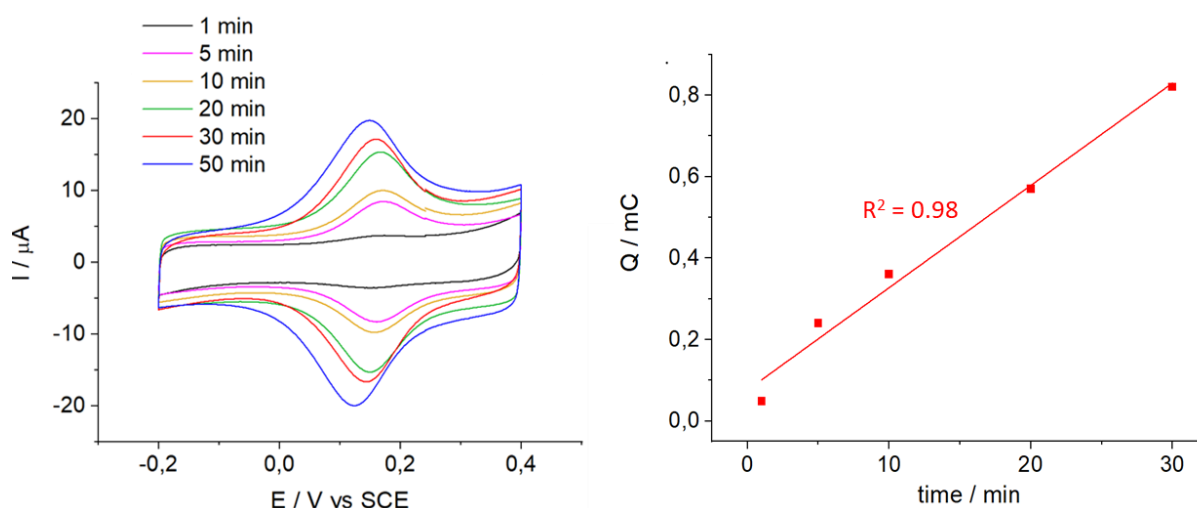 1 min
5 min
10 min
20 min
30 min
50 min
20
10
0
-10
-20
I / μA
-0,2
0,0
0,2
0,4
E / V vs SCE
0,8
0,6
0,4
0,2
0,0
Q / mC
R² = 0.98
0
10
20
30
time / min